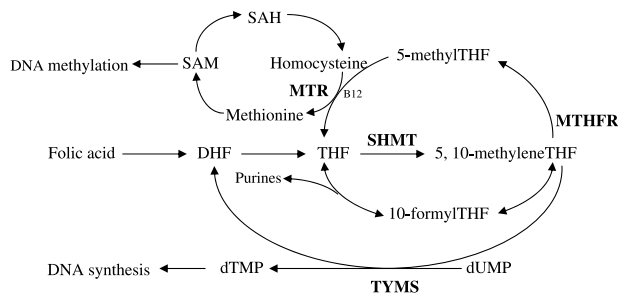 SAH
DNA methylation SAM Homocysteine 5-methylTHF
MTR B12
Methionine MTHFR
SHMT
Folic acid DHF THF 5, 10-methyleneTHF
Purines
10-formylTHF
DNA synthesis dTMP dUMP
TYMS